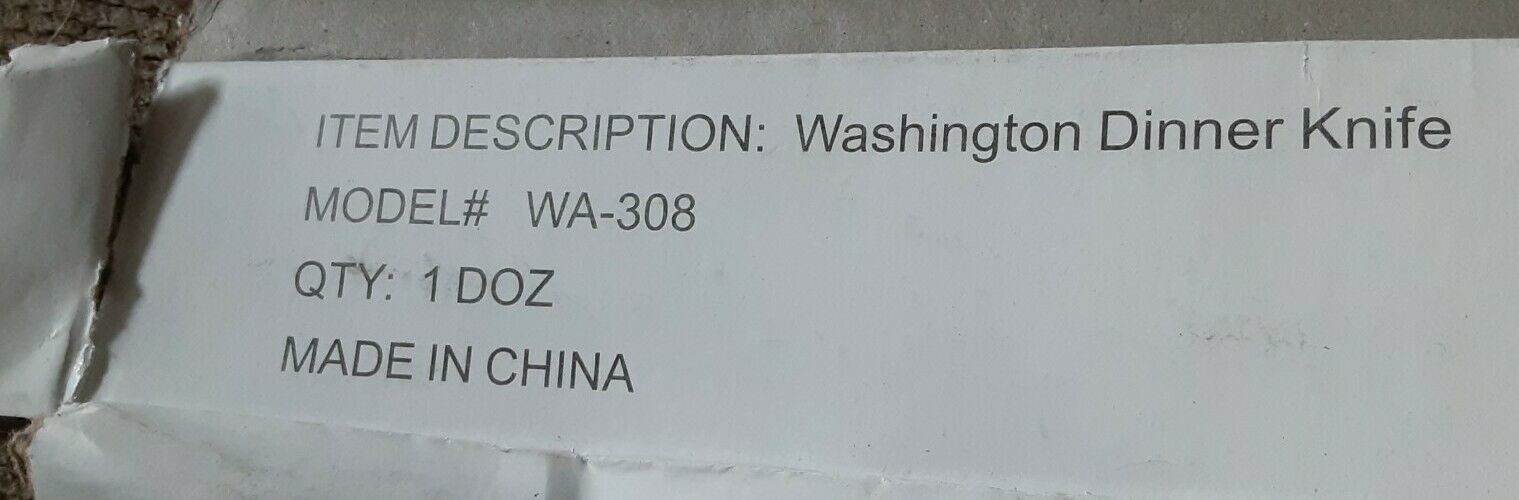 ITEM DESCRIPTION: Washington Dinner Knife
MODEL# WA-308
QTY: 1 DOZ
MADE IN CHINA